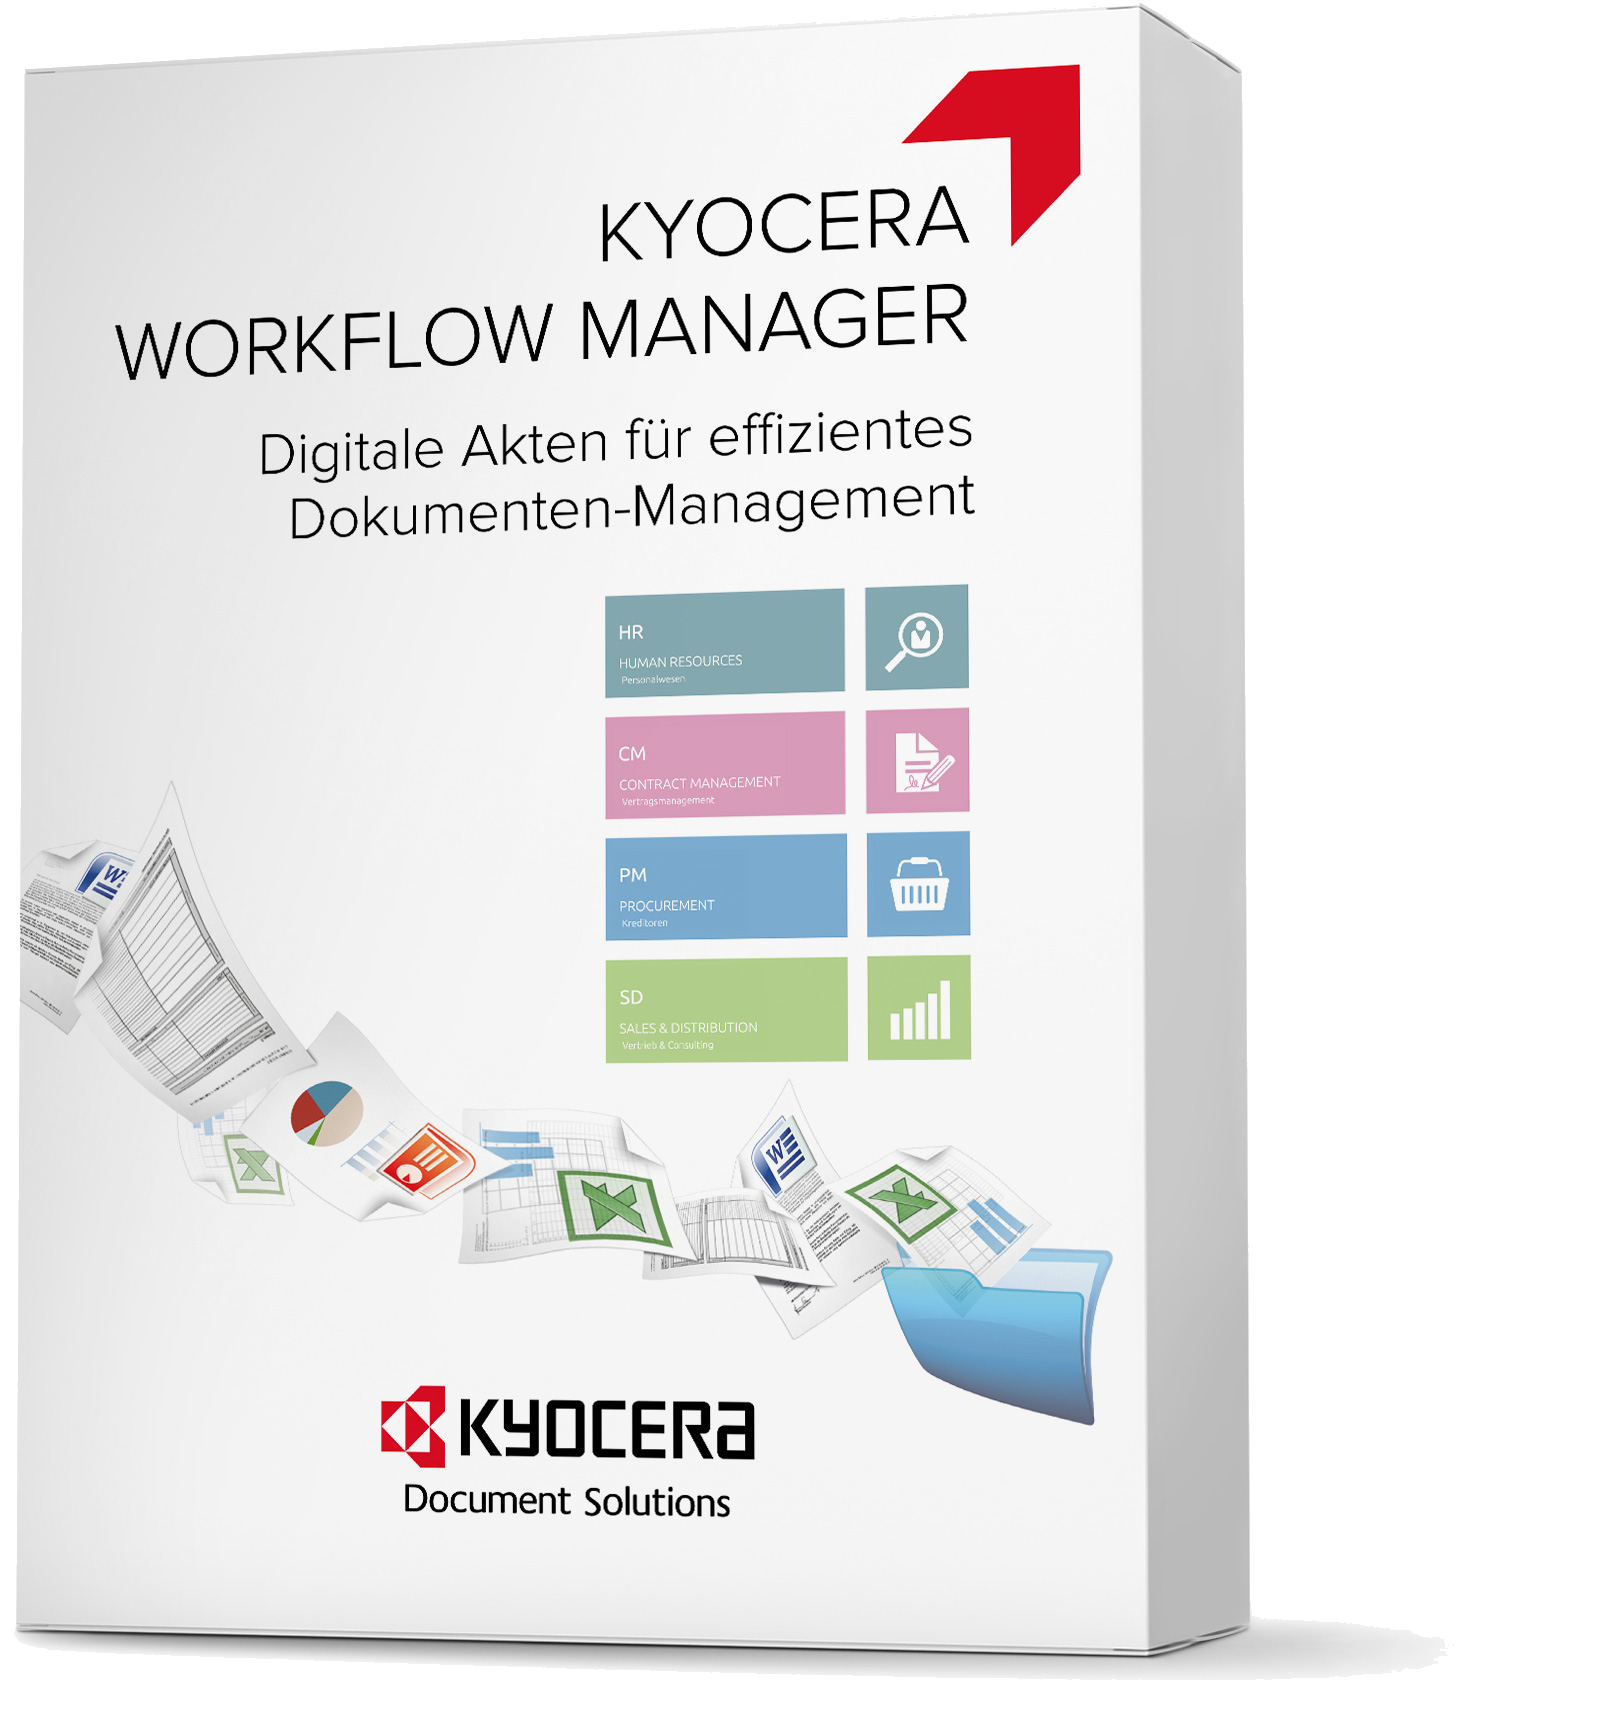 KYOCERA
WORKFLOW MANAGER
Digitale Akten für effizientes
Dokumenten-Management
HR
HUMAN RESOURCES
Personalwesen
CM
CONTRACT MANAGEMENT
Vertragsmanagement
PM
PROCUREMENT
Kreditoren
SD
SALES & DISTRIBUTION
Vertrieb & Consulting
W
W
KYOCERA
Document Solutions